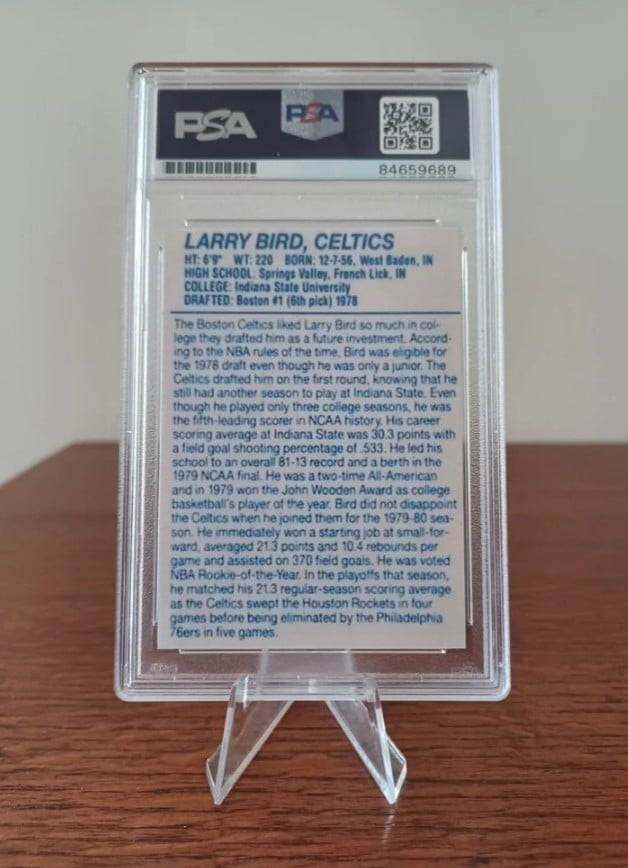 PSA
PSA
84659689
LARRY BIRD, CELTICS
HT: 6'9" WT: 220 BORN: 12-7-56, West Baden, IN
HIGH SCHOOL: Springs Valley, French Lick, IN
COLLEGE: Indiana State University
DRAFTED: Boston #1 (6th pick) 1978
The Boston Celtics liked Larry Bird so much in col-
lege they drafted him as a future investment. Accord-
ing to the NBA rules of the time, Bird was eligible for
the 1978 draft even though he was only a junior. The
Celtics drafted him on the first round, knowing that he
still had another season to play at Indiana State. Even
though he played only three college seasons, he was
the fifth-leading scorer in NCAA history. His career
scoring average at Indiana State was 30.3 points with
a field goal shooting percentage of .533. He led his
school to an overall 81-13 record and a berth in the
1979 NCAA final. He was a two-time All-American
and in 1979 won the John Wooden Award as college
basketball's player of the year. Bird did not disappoint
the Celtics when he joined them for the 1979-80 sea-
son. He immediately won a starting job at small-for-
ward, averaged 21.3 points and 10.4 rebounds per
game and assisted on 370 field goals. He was voted
NBA Rookie-of-the-Year. In the playoffs that season,
he matched his 21.3 regular-season scoring average
as the Celtics swept the Houston Rockets in four
games before being eliminated by the Philadelphia
76ers in five games.